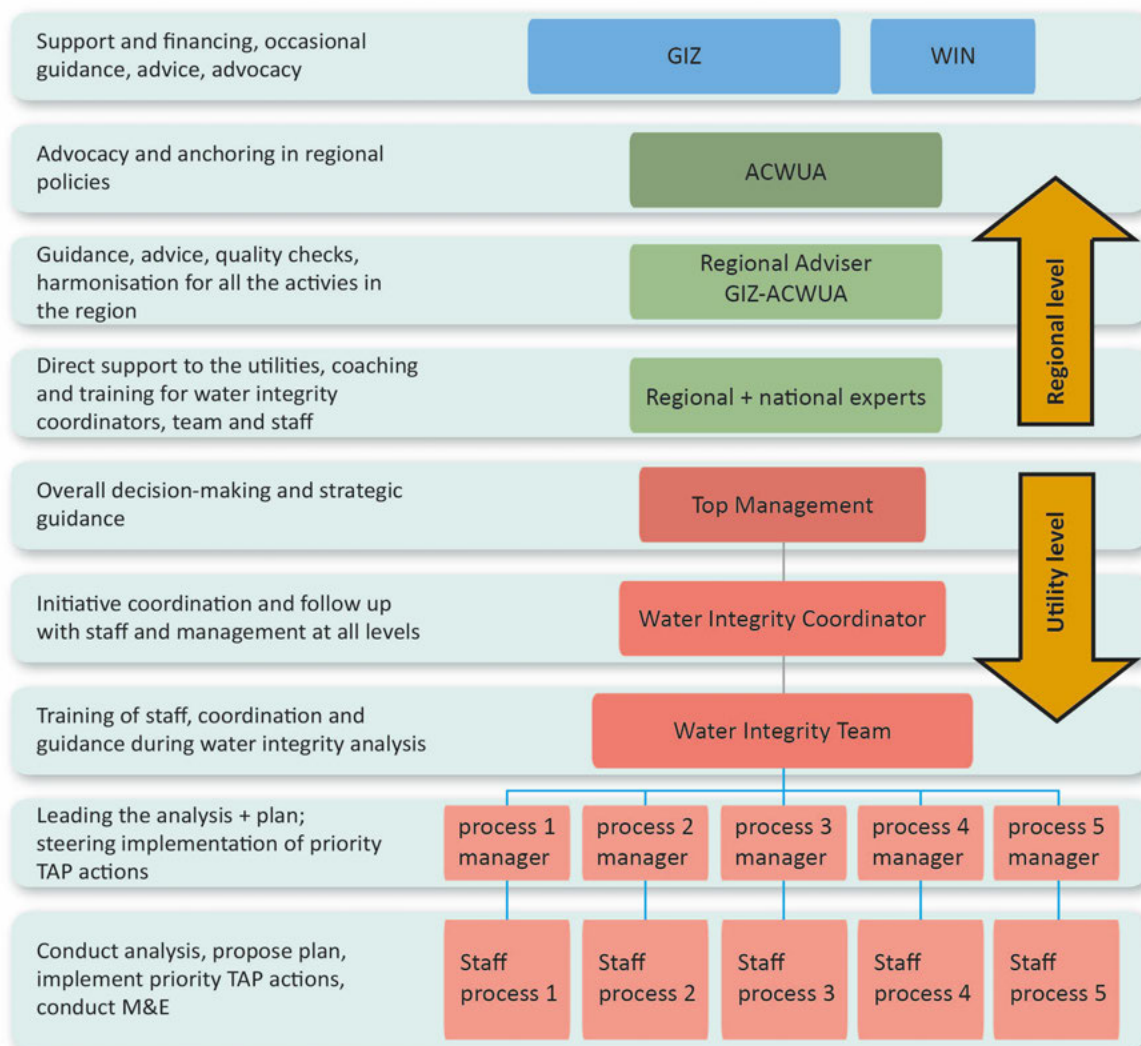 Support and financing, occasional
guidance, advice, advocacy
GIZ
WIN
Advocacy and anchoring in regional
policies
ACWUA
Guidance, advice, quality checks,
harmonisation for all the activies in
the region
Regional Adviser
GIZ-ACWUA
Direct support to the utilities, coaching
and training for water integrity
coordinators, team and staff
Regional + national experts
Regional level
Overall decision-making and strategic
guidance
Top Management
Initiative coordination and follow up
with staff and management at all levels
Water Integrity Coordinator
Utility level
Training of staff, coordination and
guidance during water integrity analysis
Water Integrity Team
Leading the analysis + plan;
steering implementation of priority
TAP actions
process 1
manager
process 2
manager
process 3
manager
process 4
manager
process 5
manager
Conduct analysis, propose plan,
implement priority TAP actions,
conduct M&E
Staff
process 1
Staff
process 2
Staff
process 3
Staff
process 4
Staff
process 5